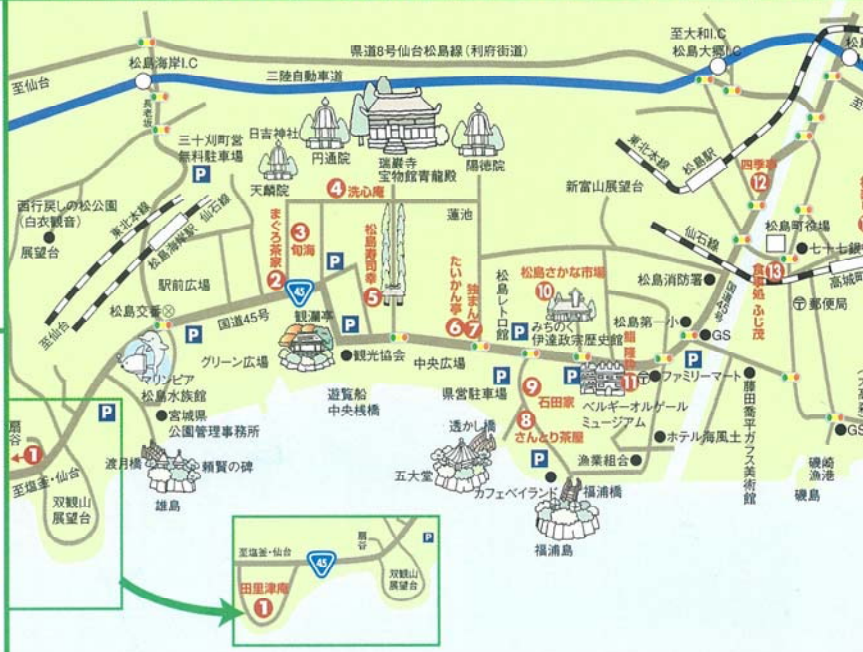 県道8号仙台松島線(利府街道)
至大和I.C
松島大郷I.C
松島海岸I.C
三陸自動車道
至仙台
長老坂
三十刈町営
無料駐車場
P
日吉神社
円通院
瑞巌寺
宝物館青龍殿
陽徳院
天麟院
東北本線
松島駅
四季亭
12
④洗心庵
蓮池
新富山展望台
西行戻しの松公園
(白衣観音)
展望台
東北本線
仙石線
松島海岸駅
まぐろ茶家
2
3
旬海
松島寿司幸
5
たいかん亭
6
独まん
7
松島レトロ館
松島さかな市場
10
仙石線
松島町役場
七十七銀
高城町
食事処 ふじ茂
13
〒郵便局
松島消防署
国道45号
駅前広場
松島交番
国道45号
45
観瀾亭
至仙台
P
みちのく
伊達政宗歴史館
松島第一小
GS
グリーン広場
観光協会
中央広場
11
ファミリーマート
マリンピア
松島水族館
遊覧船
中央桟橋
県営駐車場
9
石田家
8
さんとり茶屋
ベルギーオルゲール
ミュージアム
藤田喬平ガラス美術館
GS
宮城県
公園管理事務所
透かし橋
ホテル海風土
漁業組合
磯崎
漁港
磯島
扇谷
1
至塩釜・仙台
双観山
展望台
渡月橋
頼賢の碑
雄島
五大堂
カフェベイランド
福浦橋
福浦島
至塩釜・仙台
45
扇谷
P
双観山
展望台
田里津庵
1